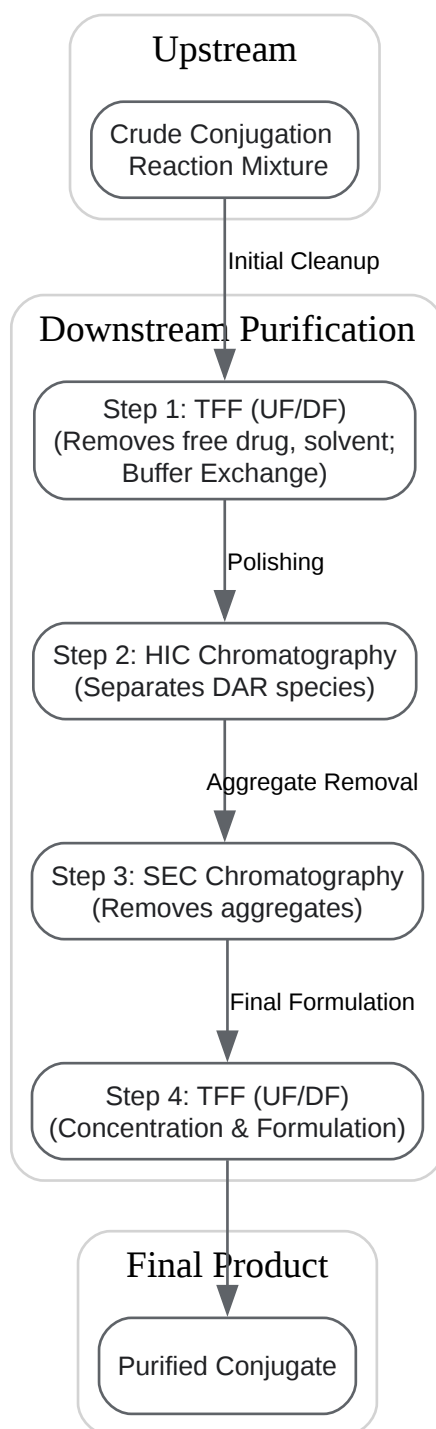 Upstream
Crude Conjugation
Reaction Mixture
Initial Cleanup
Downstream Purification
Step 1: TFF (UF/DF)
(Removes free drug, solvent;
Buffer Exchange)
Polishing
Step 2: HIC Chromatography
(Separates DAR species)
Aggregate Removal
Step 3: SEC Chromatography
(Removes aggregates)
Final Formulation
Step 4: TFF (UF/DF)
(Concentration & Formulation)
Final Product
Purified Conjugate